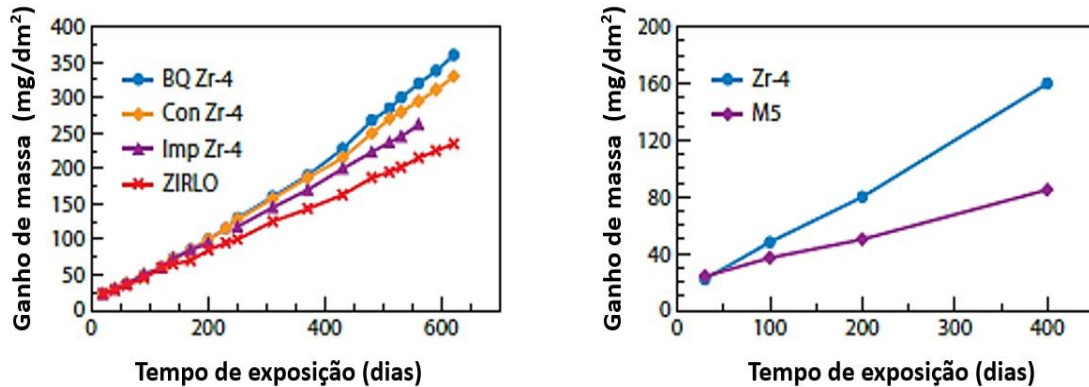 Ganho de massa (mg/dm²)
400
350
300
250
200
150
100
50
0
BQ Zr-4
Con Zr-4
Imp Zr-4
ZIRLO
0 200 400 600
Tempo de exposição (dias)
Ganho de massa (mg/dm²)
200
160
120
80
40
0
Zr-4
M5
0 100 200 300 400
Tempo de exposição (dias)